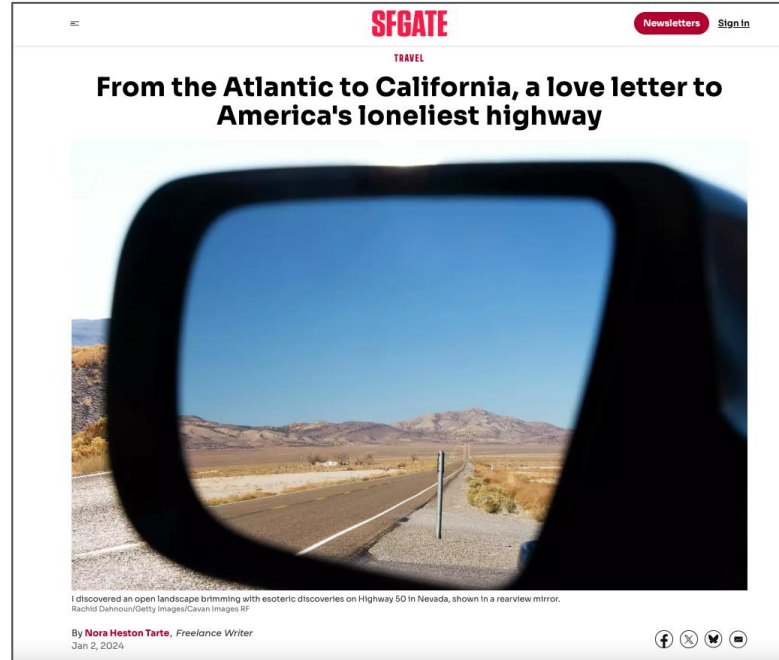 SFGATE
Newsletters
Sign in
TRAVEL
From the Atlantic to California, a love letter to
America's loneliest highway
I discovered an open landscape brimming with esoteric discoveries on Highway 50 in Nevada, shown in a rearview mirror.
Rachid Dahnoun/Getty Images/Cavan Images RF
By Nora Heston Tarte, Freelance Writer
Jan 2, 2024